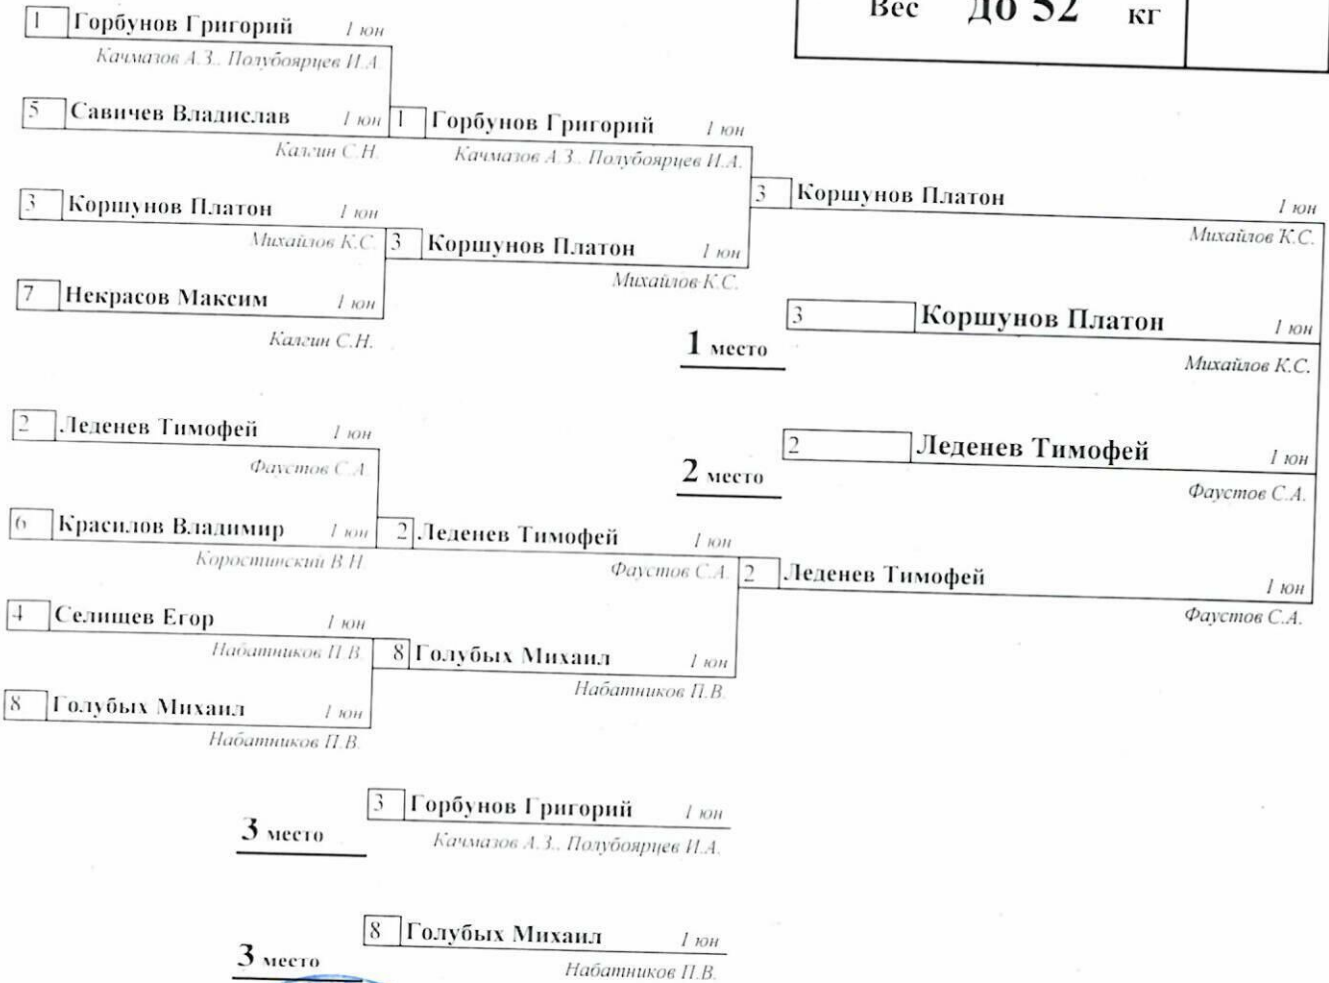 Вес до 52 кг
1 Горбунов Григорий 1 юн
Качмазов А.З., Полубоярцев И.А.
5 Савичев Владислав 1 юн
Калгин С.Н.
1 Горбунов Григорий 1 юн
Качмазов А.З., Полубоярцев И.А.
3 Коршунов Платон 1 юн
Михайлов К.С.
3 Коршунов Платон 1 юн
Михайлов К.С.
7 Некрасов Максим 1 юн
Калгин С.Н.
3 Коршунов Платон 1 юн
Михайлов К.С.
1 место
3 Коршунов Платон 1 юн
Михайлов К.С.
2 Леденев Тимофей 1 юн
Фаустов С.А.
2 место
2 Леденев Тимофей 1 юн
Фаустов С.А.
6 Красилов Владимир 1 юн
Коростинский В.Н.
2 Леденев Тимофей 1 юн
Фаустов С.А.
2 Леденев Тимофей 1 юн
Фаустов С.А.
4 Селищев Егор 1 юн
Набатников П.В.
8 Голубых Михаил 1 юн
Набатников П.В.
8 Голубых Михаил 1 юн
Набатников П.В.
3 место
3 Горбунов Григорий 1 юн
Качмазов А.З., Полубоярцев И.А.
3 место
8 Голубых Михаил 1 юн
Набатников П.В.